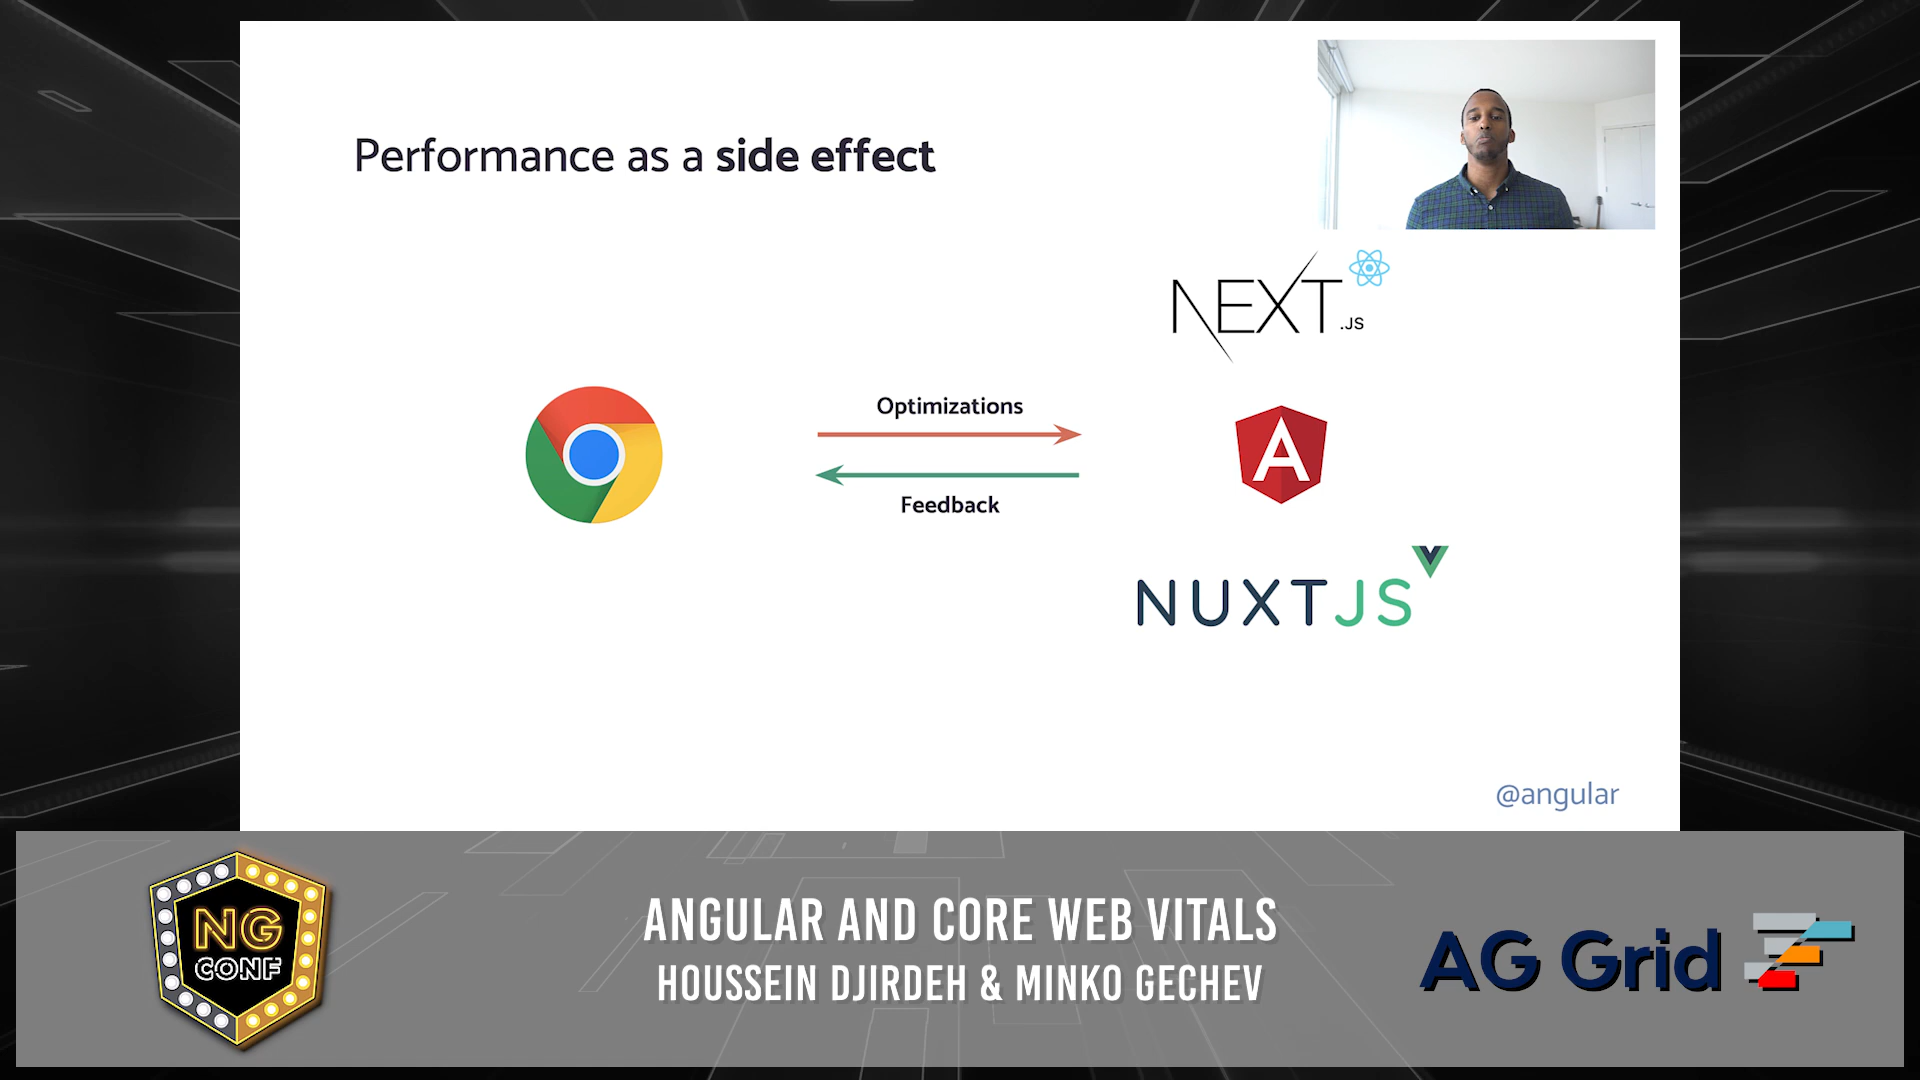 Performance as a side effect
NEXT
.JS
Optimizations
A
Feedback
NUXTJS
@angular
NG
CONF
ANGULAR AND CORE WEB VITALS
HOUSSEIN DJIRDEH & MINKO GECHEV
AG Grid